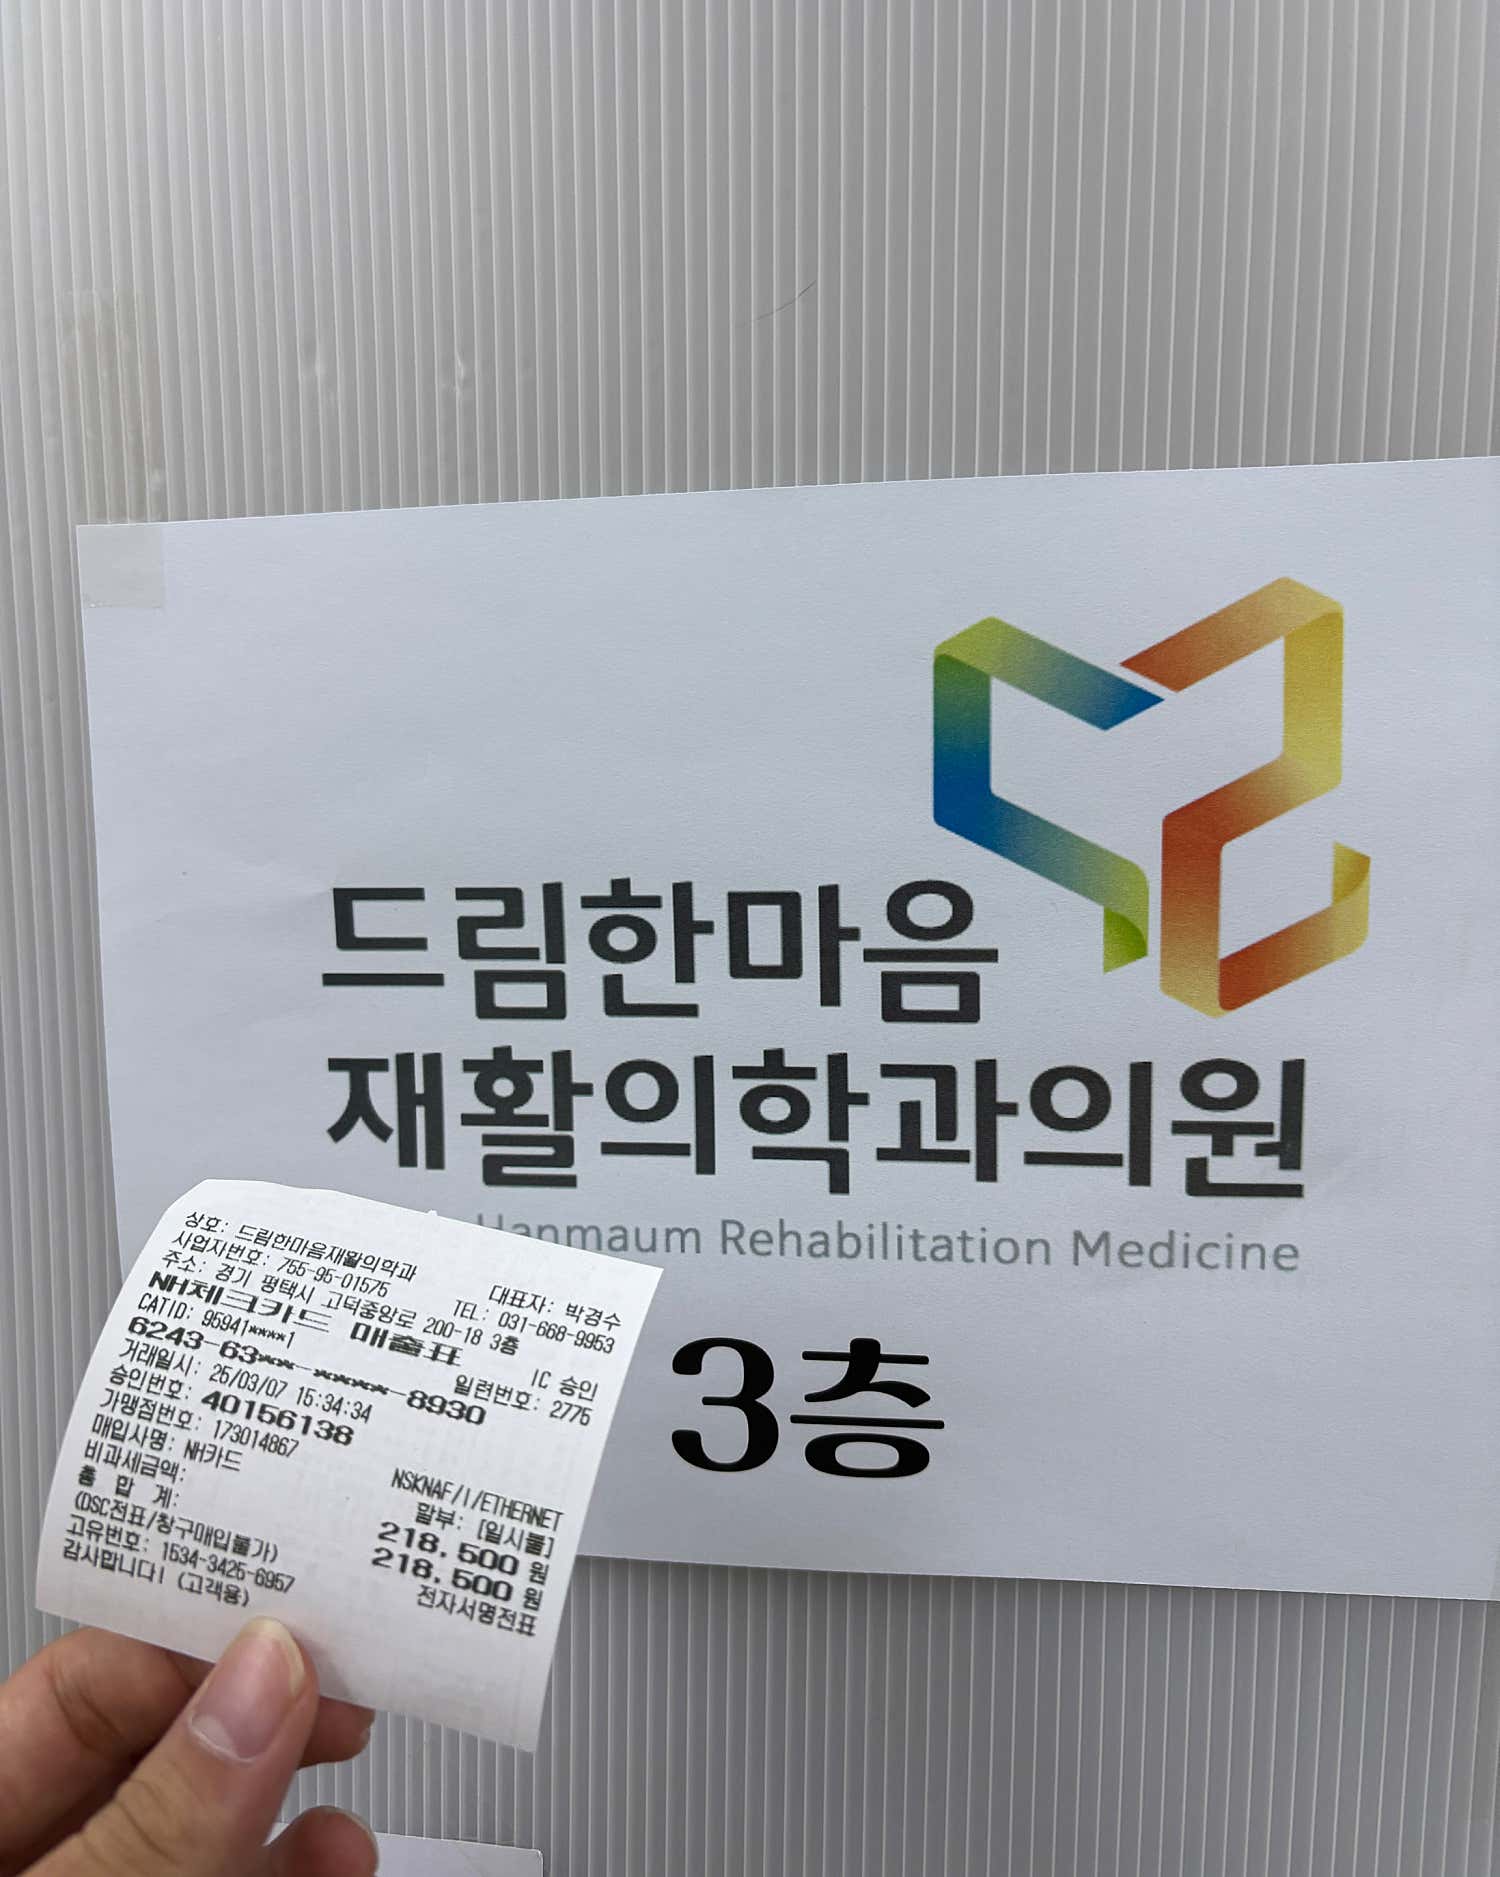 드림한마음
재활의학과의원
Hanmaum Rehabilitation Medicine
3층
상호: 드림한마음재활의학과
사업자번호: 755-95-01575 대표자: 박경수
주소: 경기 평택시 고덕중앙로 200-18 3층 TEL: 031-668-9953
NH체크카드 매출표
CATID: 95941****1 IC 승인
6243-63**-****-8930 일련번호: 2775
거래일시: 25/03/07 15:34:34
승인번호: 40156138
가맹점번호: 173014867
매입사명: NH카드 NSKNAF/I/ETHERNET
할부: [일시불]
비과세금액: 218,500 원
총 합 계: 218,500 원
(DSC전표/창구매입불가) 전자서명전표
고유번호: 1534-3425-6957
감사합니다! (고객용)